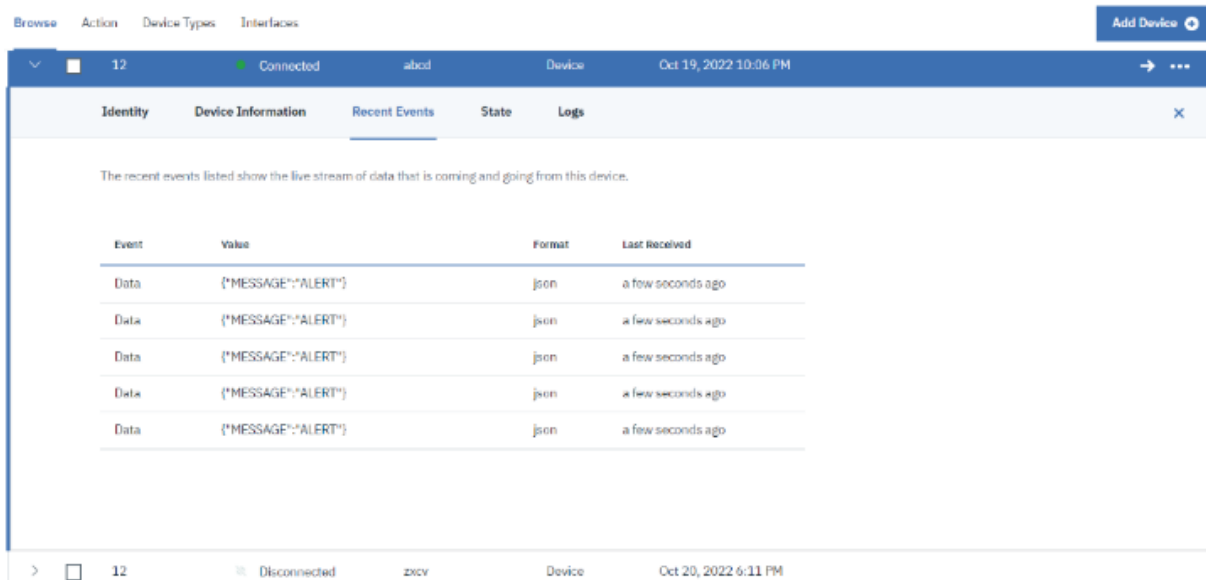 Browse Action Device Types Interfaces Add Device
12 Connected abcd Device Oct 19, 2022 10:06 PM
Identity Device Information Recent Events State Logs
The recent events listed show the live stream of data that is coming and going from this device.
Event Value Format Last Received
Data {"MESSAGE":"ALERT"} json a few seconds ago
Data {"MESSAGE":"ALERT"} json a few seconds ago
Data {"MESSAGE":"ALERT"} json a few seconds ago
Data {"MESSAGE":"ALERT"} json a few seconds ago
Data {"MESSAGE":"ALERT"} json a few seconds ago
12 Disconnected zxcv Device Oct 20, 2022 6:11 PM